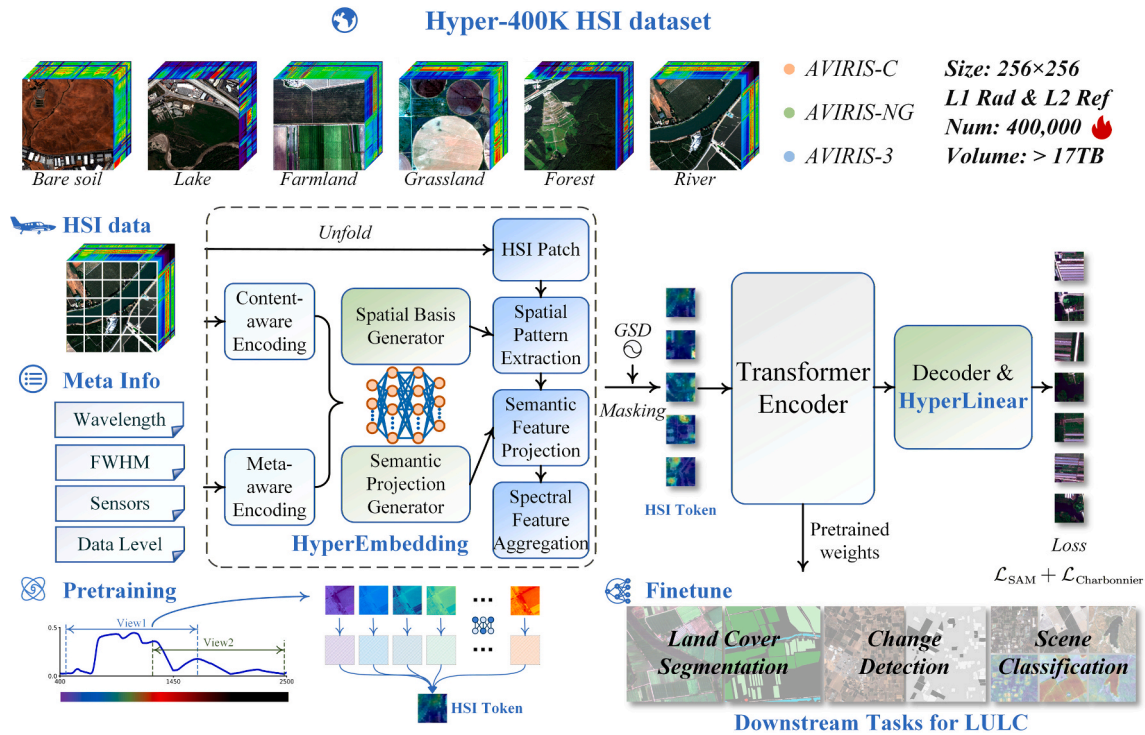 Hyper-400K HSI dataset
Bare soil
Lake
Farmland
Grassland
Forest
River
AVIRIS-C
AVIRIS-NG
AVIRIS-3
Size: 256×256
L1 Rad & L2 Ref
Num: 400,000
Volume: > 17TB
HSI data
Meta Info
Wavelength
FWHM
Sensors
Data Level
Unfold
Content-
aware
Encoding
Meta-
aware
Encoding
Spatial Basis
Generator
Semantic
Projection
Generator
HyperEmbedding
HSI Patch
Spatial
Pattern
Extraction
Semantic
Feature
Projection
Spectral
Feature
Aggregation
GSD
Masking
HSI Token
Transformer
Encoder
Pretrained
weights
Decoder &
HyperLinear
Loss
ℒSAM + ℒCharbonnier
Pretraining
View1
View2
0.5
0.0
400
1450
2500
HSI Token
Finetune
Land Cover
Segmentation
Change
Detection
Scene
Classification
Downstream Tasks for LULC